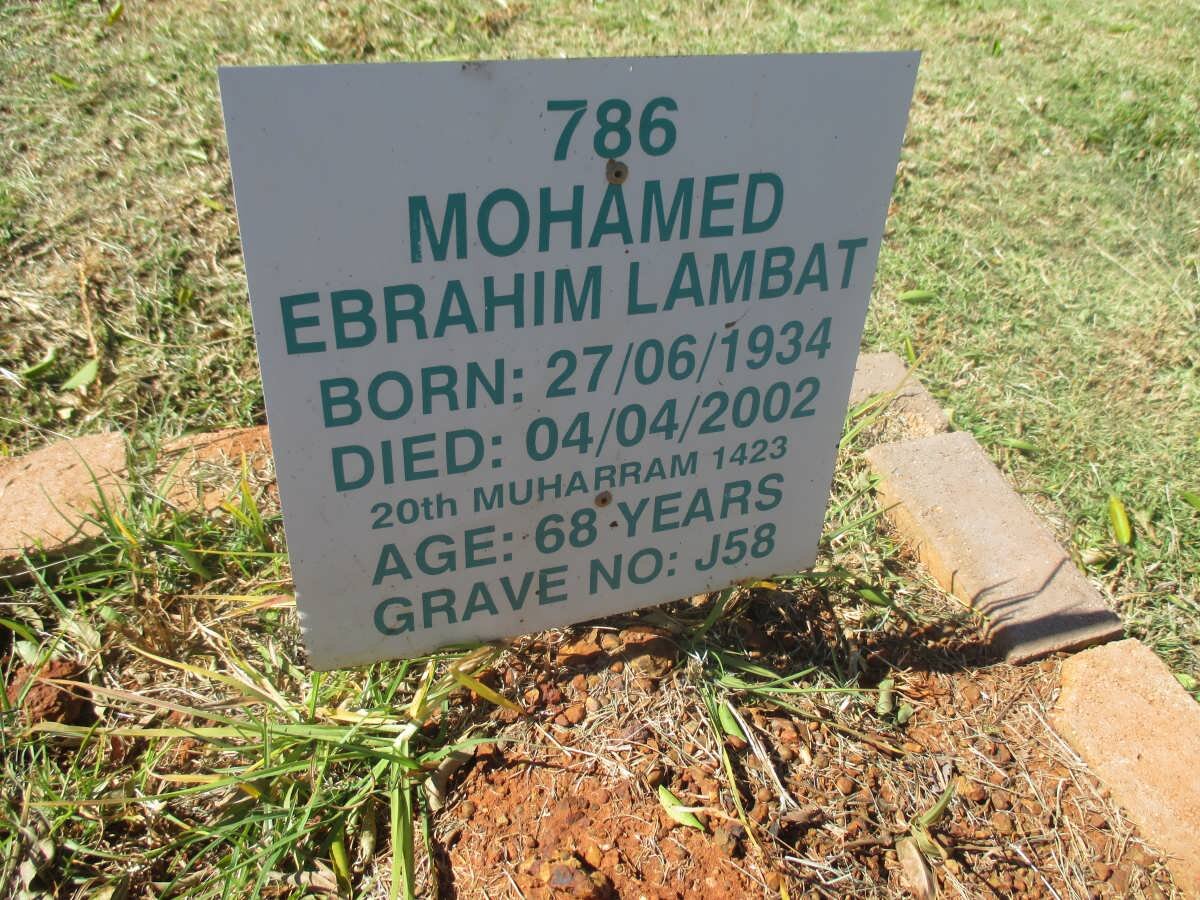 786
MOHAMED
EBRAHIM LAMBAT
BORN: 27/06/1934
DIED: 04/04/2002
20th MUHARRAM 1423
AGE: 68 YEARS
GRAVE NO: J58